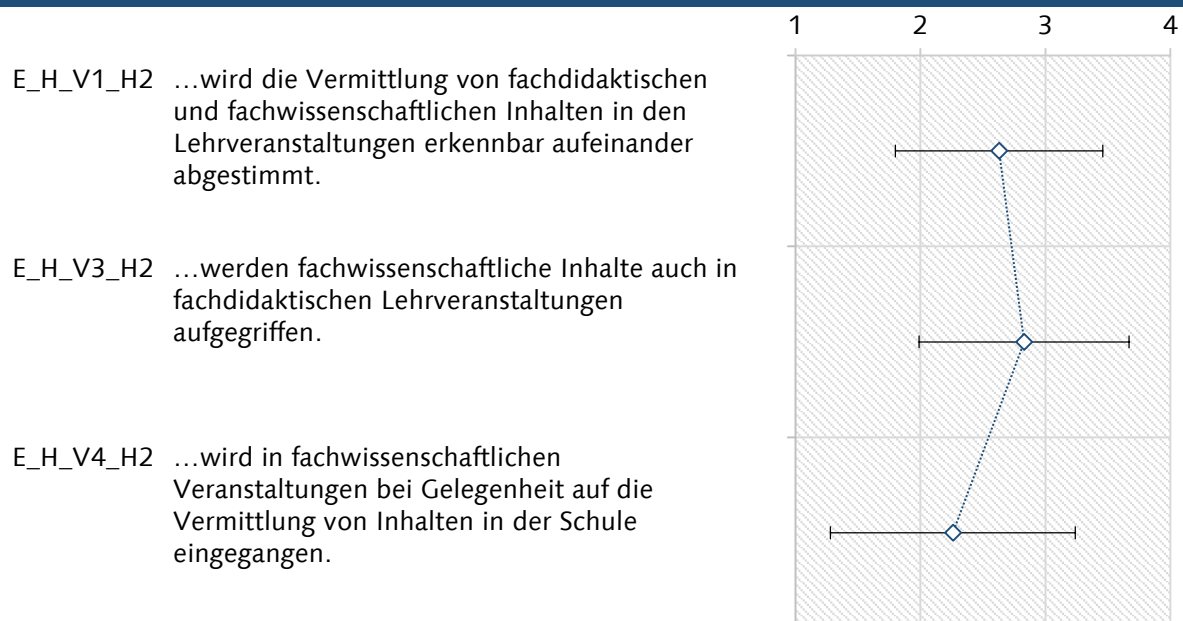 1 2 3 4
E_H_V1_H2 …wird die Vermittlung von fachdidaktischen
und fachwissenschaftlichen Inhalten in den
Lehrveranstaltungen erkennbar aufeinander
abgestimmt.
E_H_V3_H2 …werden fachwissenschaftliche Inhalte auch in
fachdidaktischen Lehrveranstaltungen
aufgegriffen.
E_H_V4_H2 …wird in fachwissenschaftlichen
Veranstaltungen bei Gelegenheit auf die
Vermittlung von Inhalten in der Schule
eingegangen.